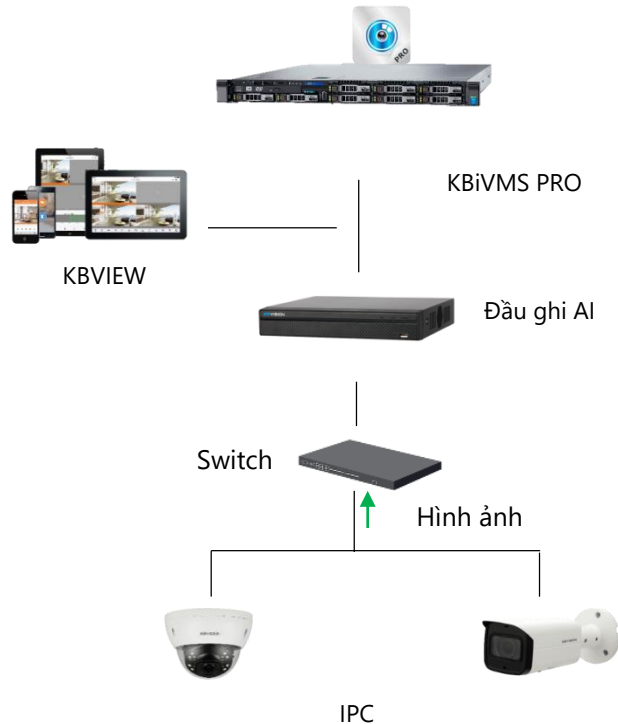 PRO
KBiVMS PRO
KBVIEW
Đầu ghi AI
Switch
Hình ảnh
IPC